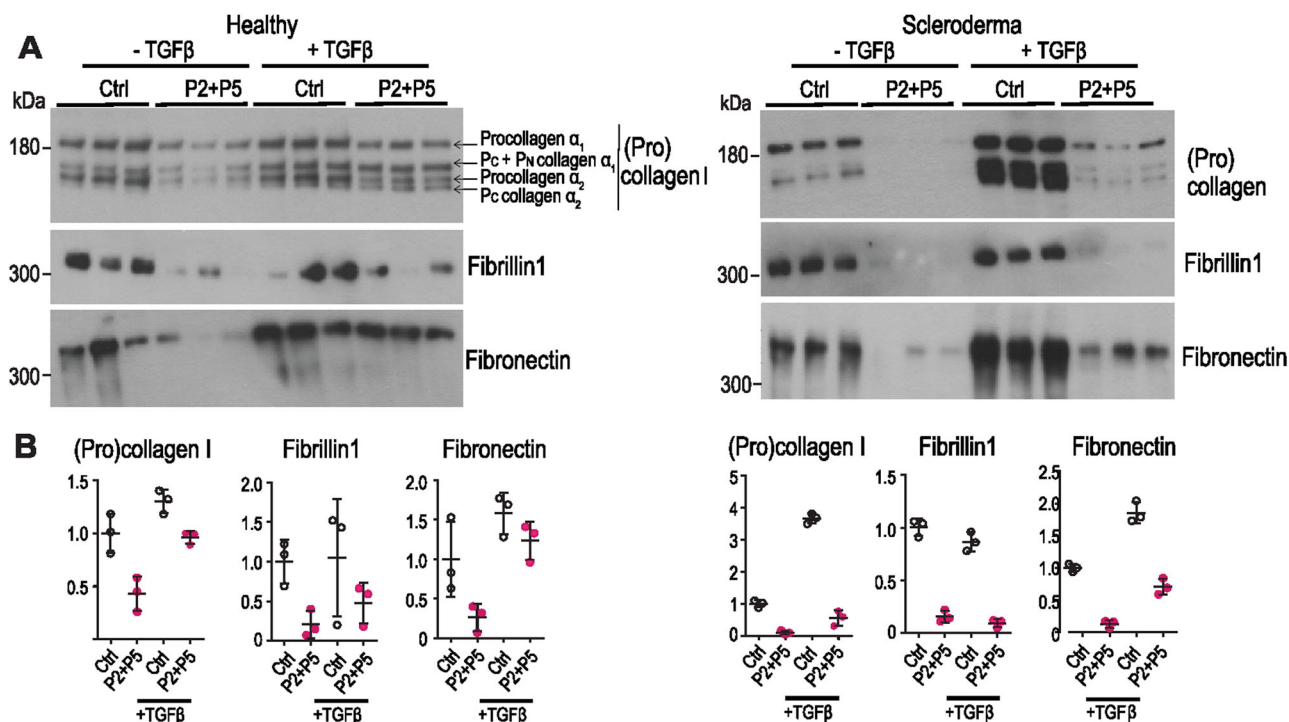 A
Healthy
- TGFβ + TGFβ
Ctrl P2+P5 Ctrl P2+P5
kDa
180
Procollagen α1
PC + PN collagen α1
Procollagen α2
PC collagen α2
(Pro)
collagen I
300
Fibrillin1
300
Fibronectin
Scleroderma
- TGFβ + TGFβ
Ctrl P2+P5 Ctrl P2+P5
kDa
180
(Pro)
collagen
300
Fibrillin1
300
Fibronectin
B
(Pro)collagen I
1.5
1.0
0.5
Ctrl P2+P5 Ctrl P2+P5
+TGFβ
Fibrillin1
2.0
1.5
1.0
0.5
0
Ctrl P2+P5 Ctrl P2+P5
+TGFβ
Fibronectin
2.0
1.5
1.0
0.5
0
Ctrl P2+P5 Ctrl P2+P5
+TGFβ
(Pro)collagen I
5
4
3
2
1
0
Ctrl P2+P5 Ctrl P2+P5
+TGFβ
Fibrillin1
1.5
1.0
0.5
0
Ctrl P2+P5 Ctrl P2+P5
+TGFβ
Fibronectin
2.5
2.0
1.5
1.0
0.5
0
Ctrl P2+P5 Ctrl P2+P5
+TGFβ